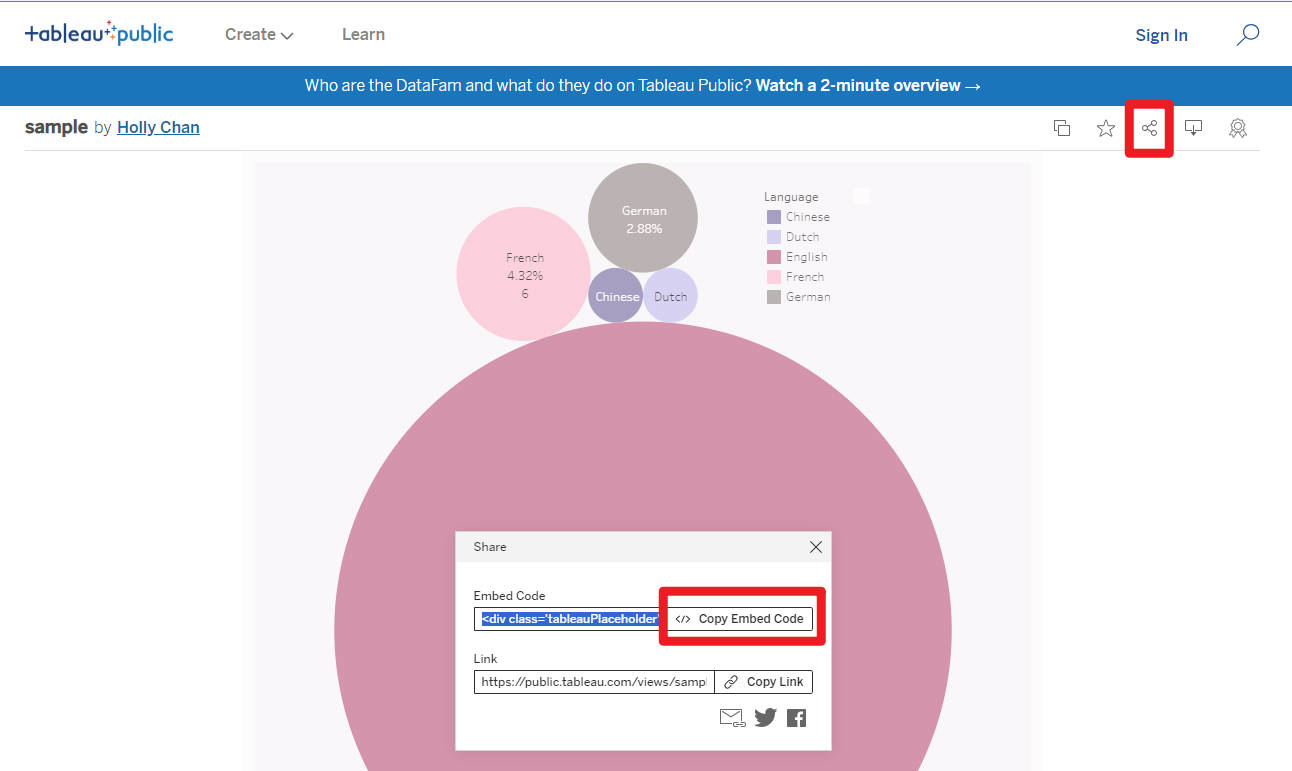 +ableau+public
Create
Learn
Sign In
Who are the DataFam and what do they do on Tableau Public? Watch a 2-minute overview →
sample by Holly Chan
German
2.88%
French
4.32%
6
Chinese
Dutch
Language
Chinese
Dutch
English
French
German
Share
Embed Code
<div class='tableauPlaceholder'
</> Copy Embed Code
Link
https://public.tableau.com/views/sampl
Copy Link